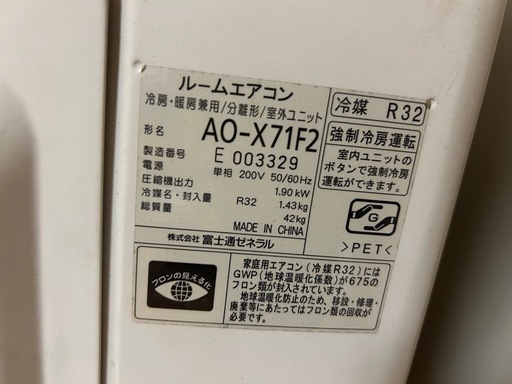 ルームエアコン
冷房・暖房兼用/分離形/室外ユニット
形名 AO-X71F2
製造番号 E 003329
電源 単相 200V 50/60Hz
圧縮機出力 1.90kW
冷媒名・封入量 R32 1.43kg
総質量 42kg
MADE IN CHINA
株式会社 富士通ゼネラル
冷媒 R32
強制冷房運転
室内ユニットの
ボタンで強制冷房
運転ができます。
G
>PET<
フロンの見える化
家庭用エアコン(冷媒R32)には
GWP(地球温暖化係数)が675の
フロン類が封入されています。
地球温暖化防止のため、移設・修理・
廃棄等にあたってはフロン類の回収
が必要です。